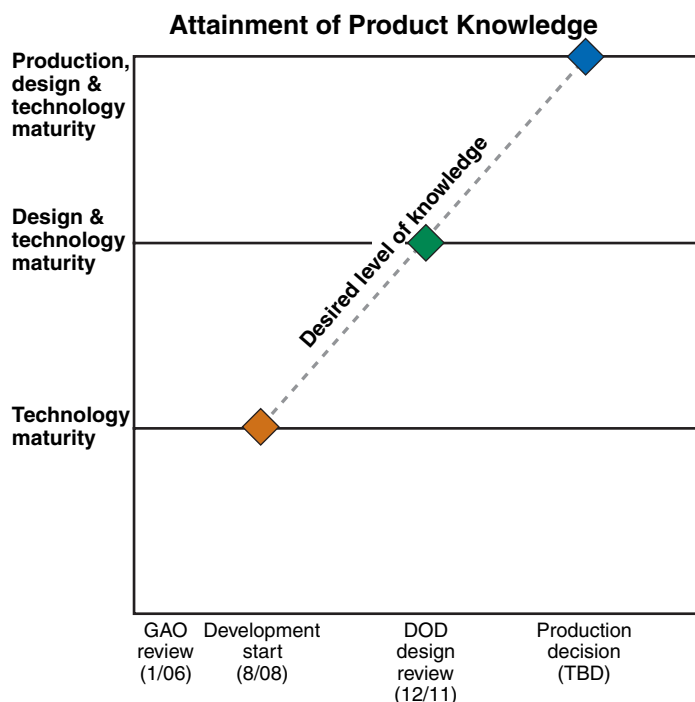 Attainment of Product Knowledge
Production,
design &
technology
maturity
Design &
technology
maturity
Technology
maturity
Desired level of knowledge
GAO
review
(1/06)
Development
start
(8/08)
DOD
design
review
(12/11)
Production
decision
(TBD)